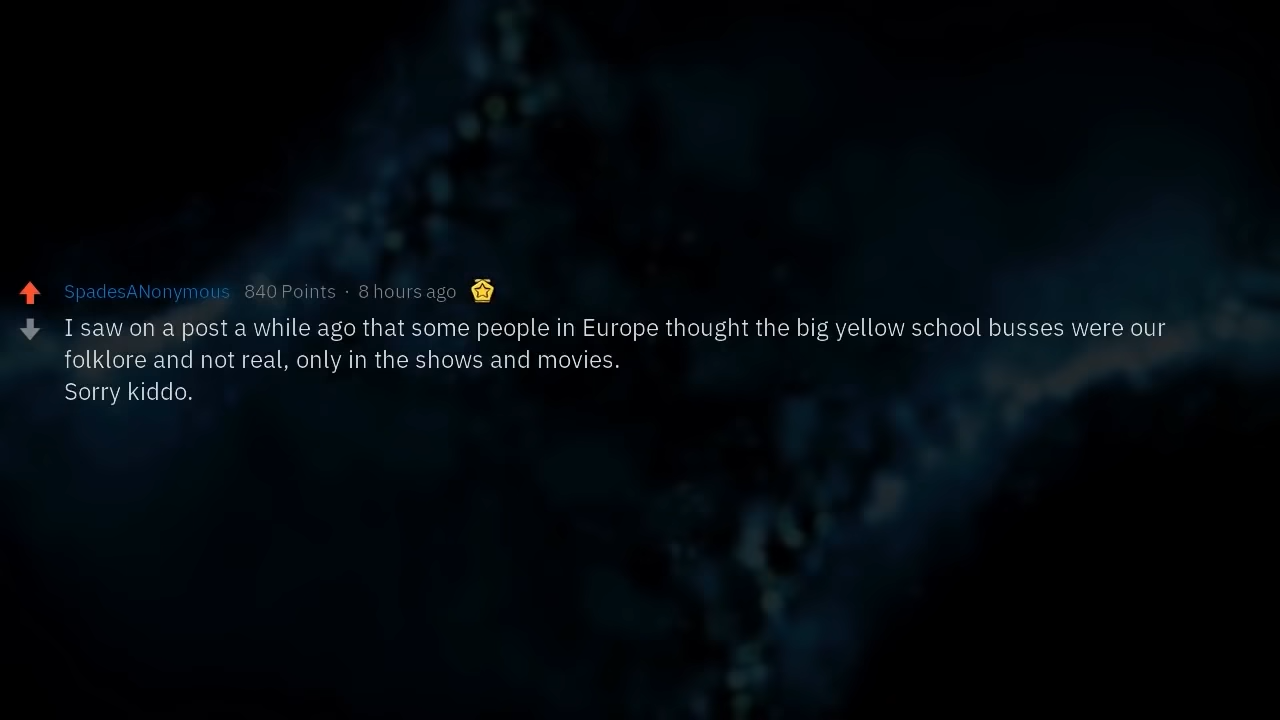 SpadesANonymous 840 Points · 8 hours ago
I saw on a post a while ago that some people in Europe thought the big yellow school busses were our
folklore and not real, only in the shows and movies.
Sorry kiddo.